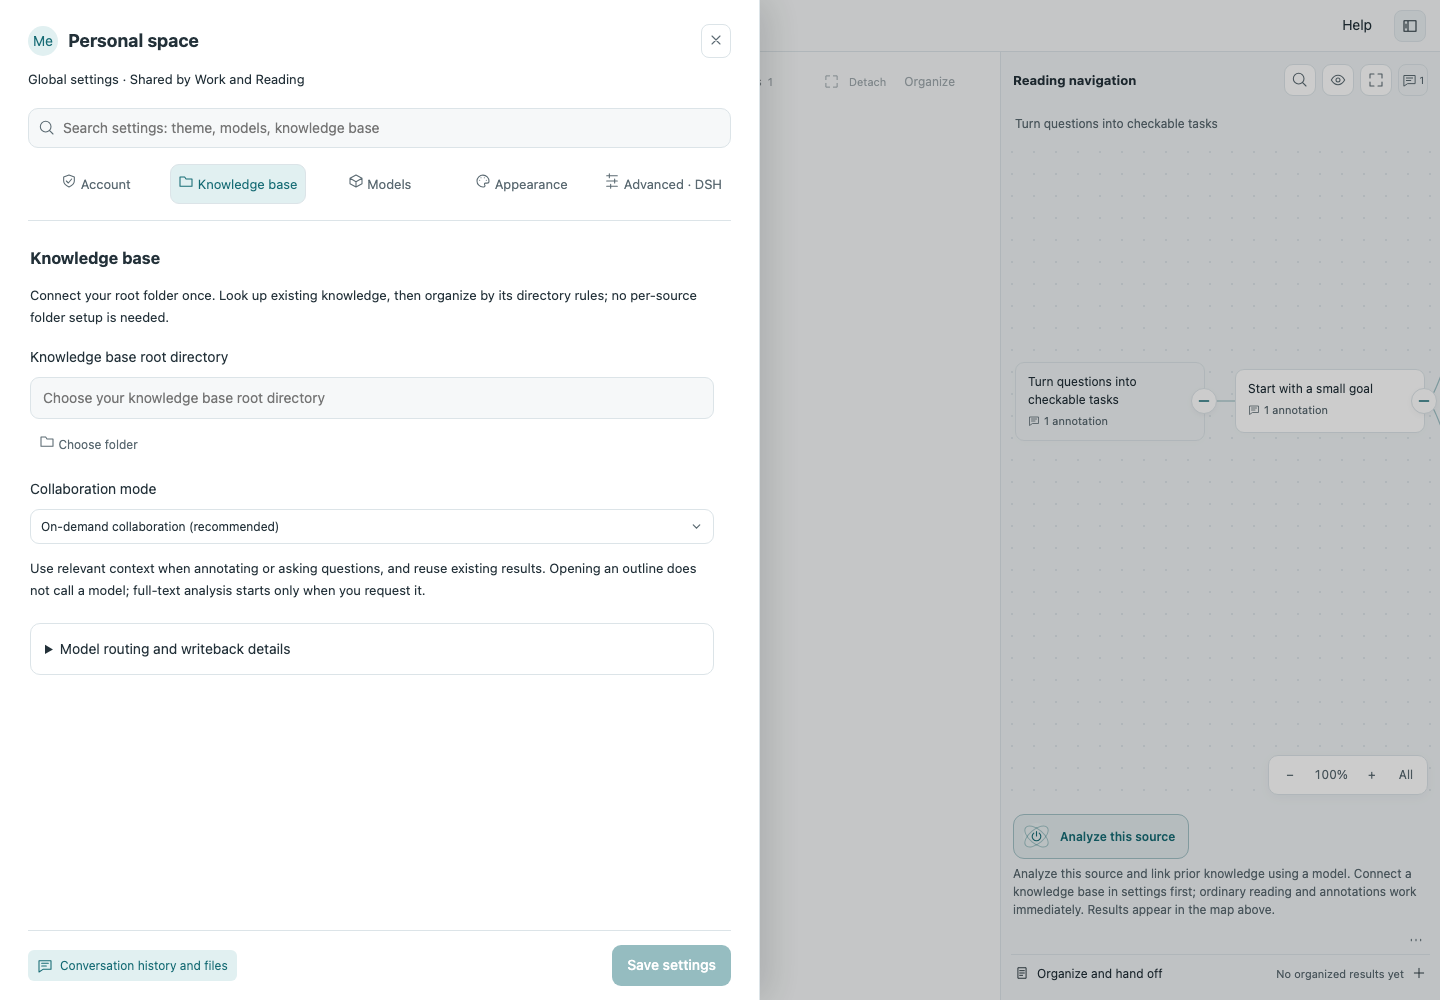 Me Personal space
Global settings · Shared by Work and Reading
Search settings: theme, models, knowledge base
Account
Knowledge base
Models
Appearance
Advanced · DSH
Knowledge base
Connect your root folder once. Look up existing knowledge, then organize by its directory rules; no per-source
folder setup is needed.
Knowledge base root directory
Choose your knowledge base root directory
Choose folder
Collaboration mode
On-demand collaboration (recommended)
Use relevant context when annotating or asking questions, and reuse existing results. Opening an outline does
not call a model; full-text analysis starts only when you request it.
Model routing and writeback details
Conversation history and files
Save settings
Help
1
Detach
Organize
Reading navigation
1
Turn questions into checkable tasks
Turn questions into
checkable tasks
1 annotation
Start with a small goal
1 annotation
− 100% + All
Analyze this source
Analyze this source and link prior knowledge using a model. Connect a
knowledge base in settings first; ordinary reading and annotations work
immediately. Results appear in the map above.
...
Organize and hand off
No organized results yet +